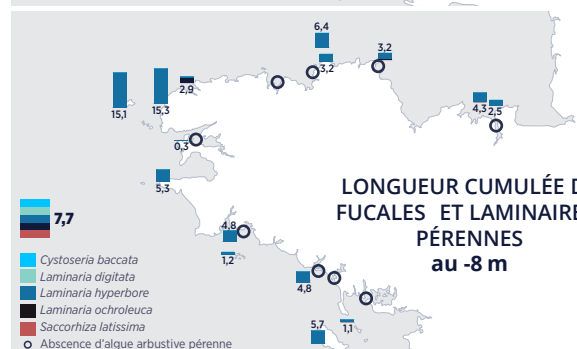 6,4
3,2
3,2
2,9
15,1
15,3
4,3
2,5
0,3
5,3
LONGUEUR CUMULÉE D
FUCALES ET LAMINAIRE
PÉRENNES
au -8 m
7,7
4,8
1,2
4,8
1,1
5,7
Cystoseria baccata
Laminaria digitata
Laminaria hyperbore
Laminaria ochroleuca
Saccorhiza latissima
Absence d'algue arbustive pérenne